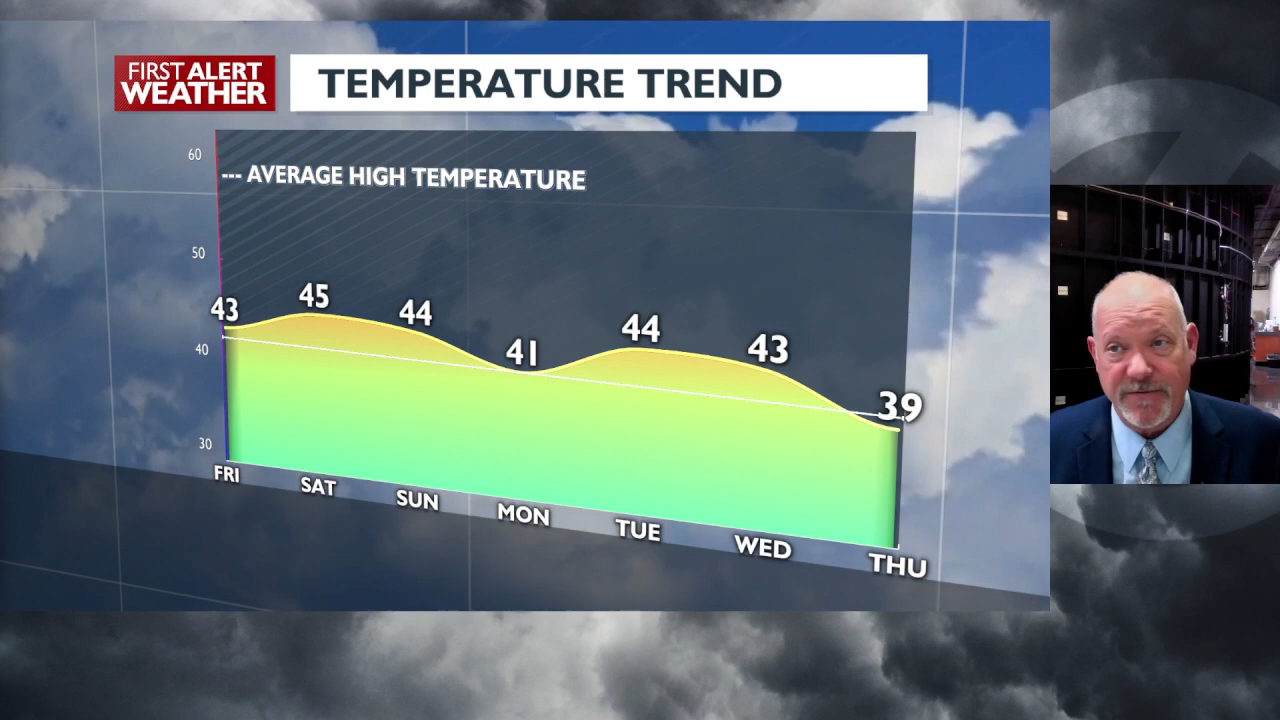 FIRST ALERT
WEATHER
TEMPERATURE TREND
60
--- AVERAGE HIGH TEMPERATURE
50
43
45
44
41
44
43
39
40
30
FRI
SAT
SUN
MON
TUE
WED
THU